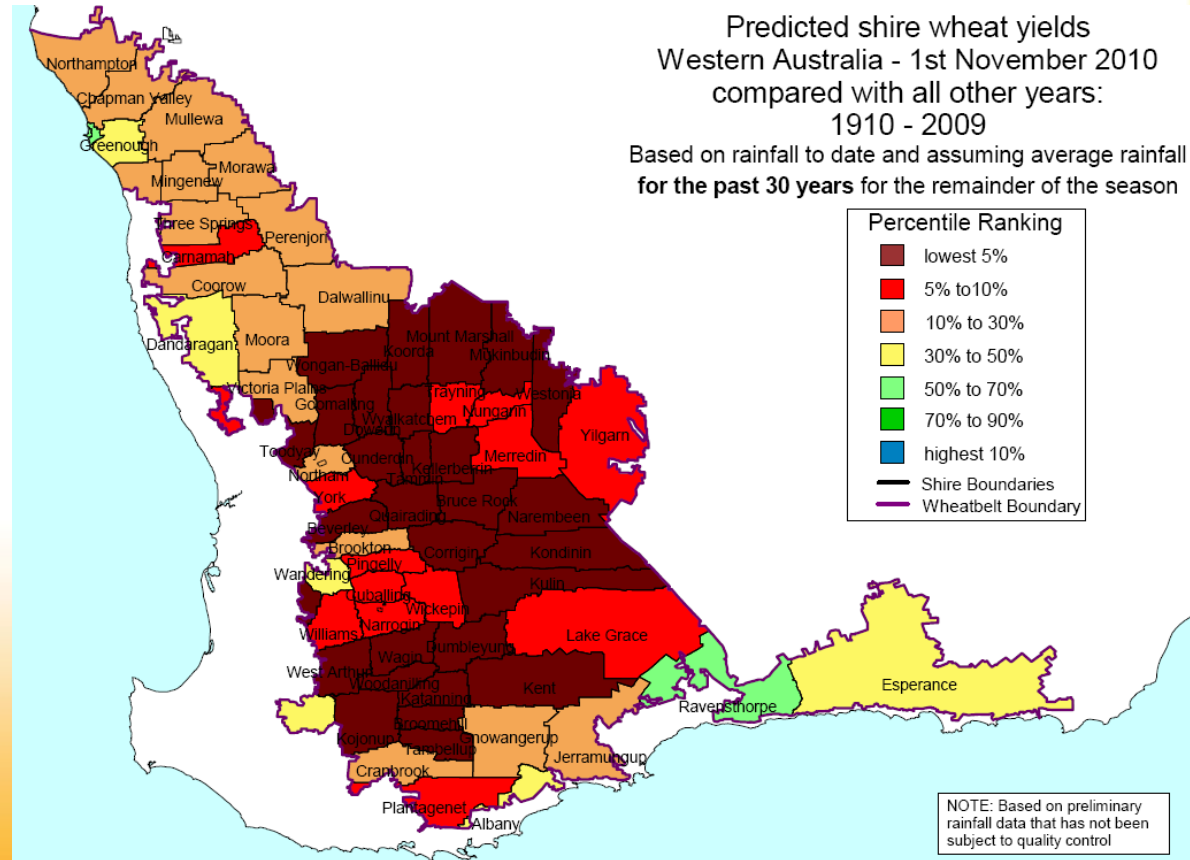 Predicted shire wheat yields
Western Australia - 1st November 2010
compared with all other years:
1910 - 2009
Based on rainfall to date and assuming average rainfall
for the past 30 years for the remainder of the season
Percentile Ranking
lowest 5%
5% to10%
10% to 30%
30% to 50%
50% to 70%
70% to 90%
highest 10%
Shire Boundaries
Wheatbelt Boundary
Northampton
Chapman Valley
Mullewa
Greenough
Morawa
Mingenew
Three Springs
Perenjori
Carnamah
Coorow
Dalwallinu
Moora
Dandaragan
Mount Marshall
Koorda
Mukinbudin
Wongan-Ballidu
Victoria Plains
Westonia
Goomalling
Trayning
Nungarin
Wyalkatchem
Dowerin
Yilgarn
Toodyay
Cunderdin
Merredin
Kellerberrin
Northam
Tammin
York
Bruce Rock
Quairading
Narembeen
Beverley
Brookton
Corrigin
Kondinin
Pingelly
Wandering
Kulin
Cuballing
Wickepin
Narrogin
Williams
Lake Grace
Dumbleyung
Wagin
West Arthur
Woodanilling
Kent
Katanning
Esperance
Ravensthorpe
Broomehill
Gnowangerup
Kojonup
Tambellup
Jerramungup
Cranbrook
Plantagenet
Albany
NOTE: Based on preliminary
rainfall data that has not been
subject to quality control